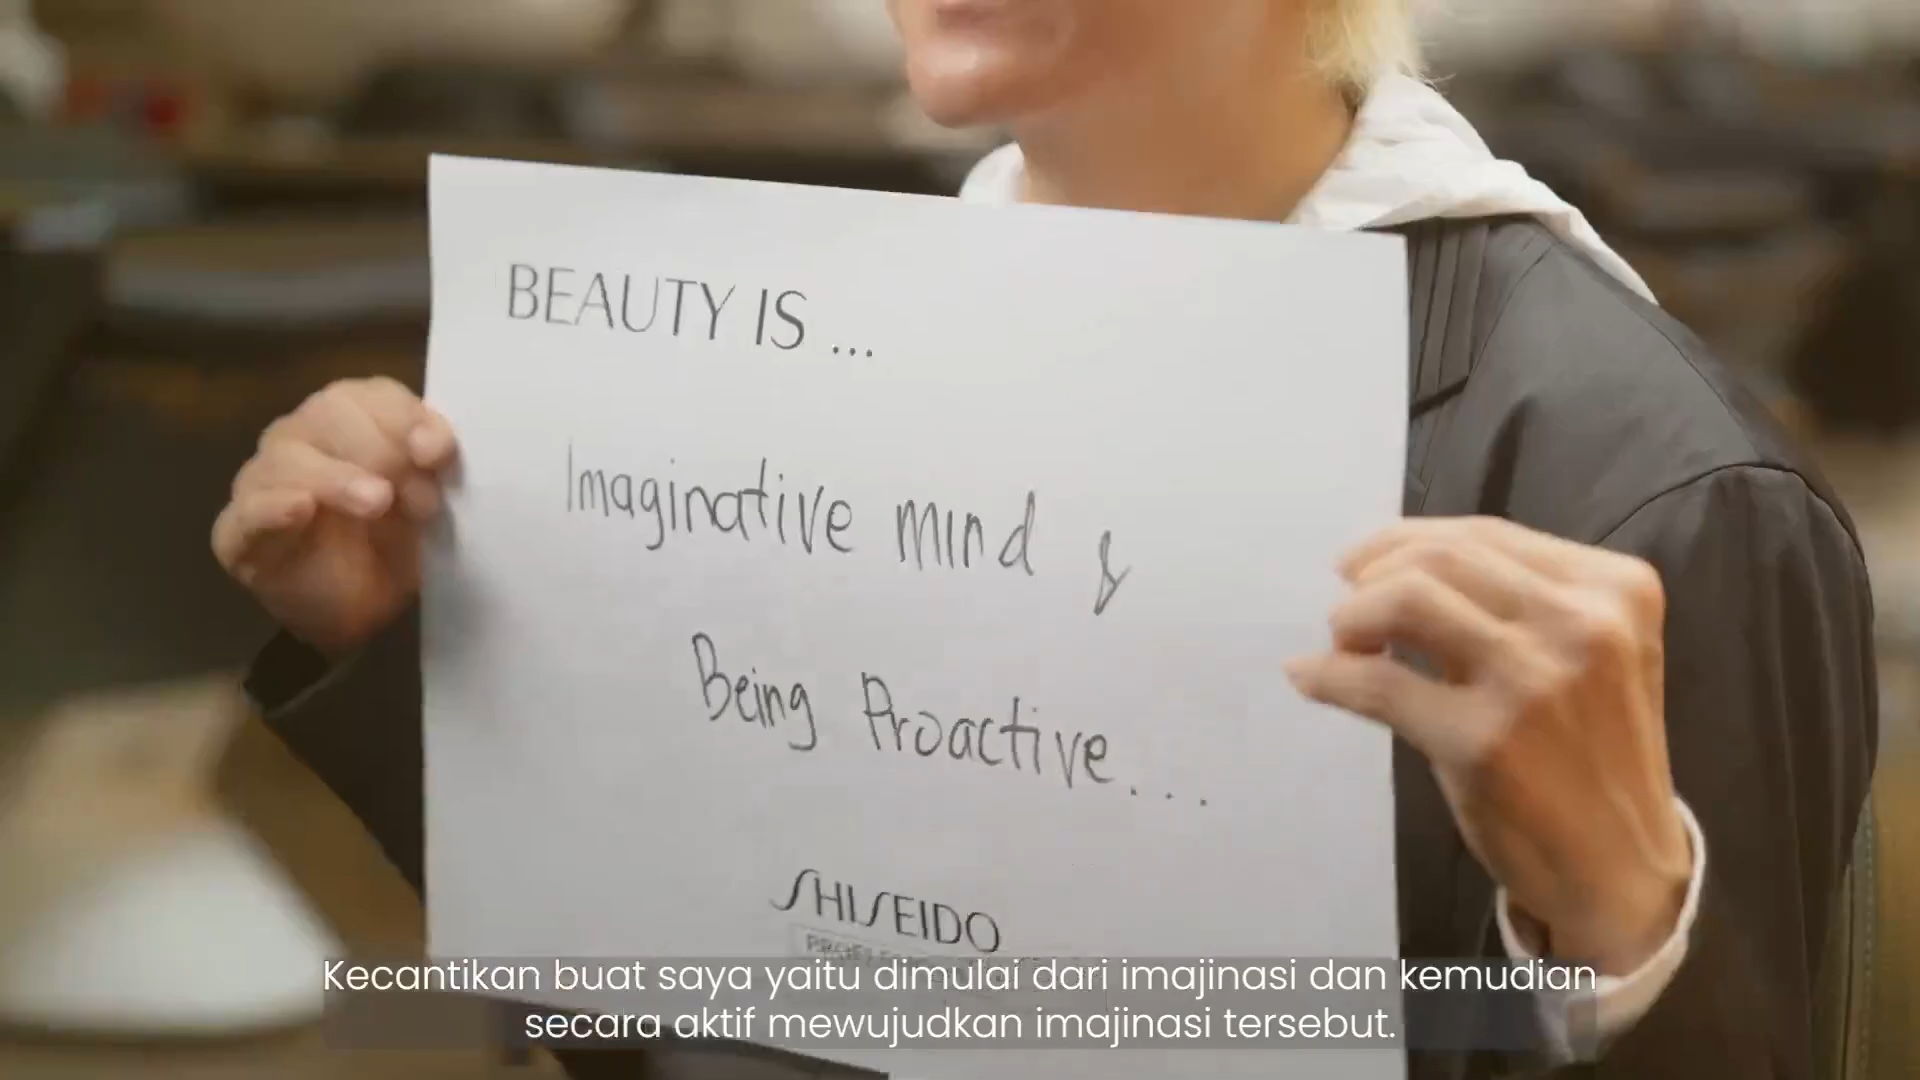 BEAUTY IS ...
Imaginative mind &
Being Proactive...
SHISEIDO
Kecantikan buat saya yaitu dimulai dari imajinasi dan kemudian
secara aktif mewujudkan imajinasi tersebut.